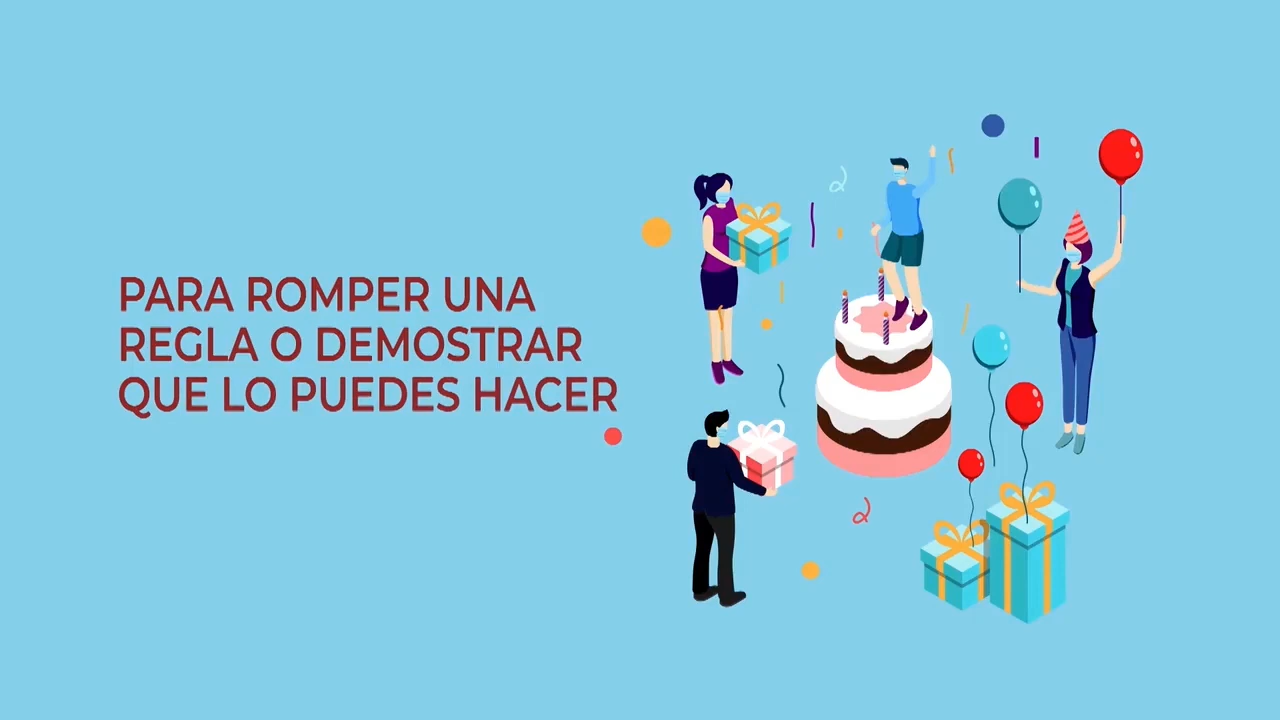 PARA ROMPER UNA
REGLA O DEMOSTRAR
QUE LO PUEDES HACER